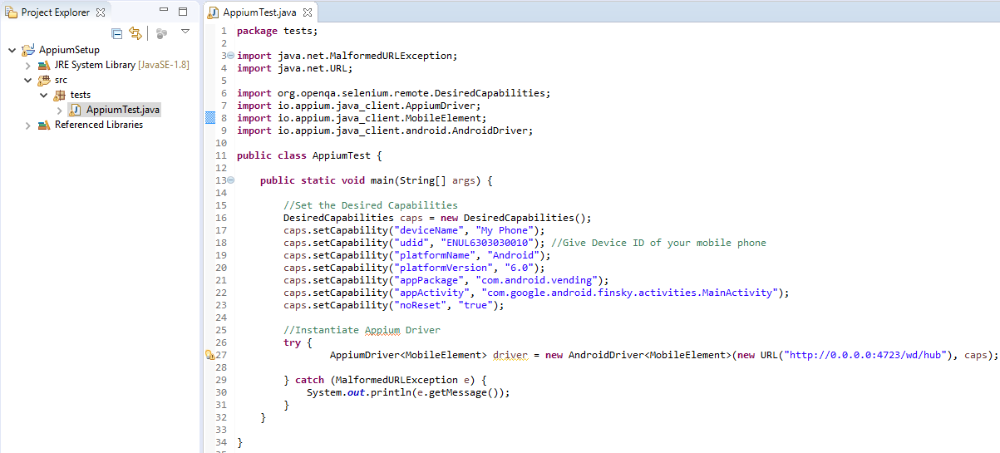 Project Explorer
AppiumSetup
JRE System Library [JavaSE-1.8]
src
tests
AppiumTest.java
Referenced Libraries
AppiumTest.java
1 package tests;
2
3 import java.net.MalformedURLException;
4 import java.net.URL;
5
6 import org.openqa.selenium.remote.DesiredCapabilities;
7 import io.appium.java_client.AppiumDriver;
8 import io.appium.java_client.MobileElement;
9 import io.appium.java_client.android.AndroidDriver;
10
11 public class AppiumTest {
12
13     public static void main(String[] args) {
14
15         //Set the Desired Capabilities
16         DesiredCapabilities caps = new DesiredCapabilities();
17         caps.setCapability("deviceName", "My Phone");
18         caps.setCapability("udid", "ENUL6303030010"); //Give Device ID of your mobile phone
19         caps.setCapability("platformName", "Android");
20         caps.setCapability("platformVersion", "6.0");
21         caps.setCapability("appPackage", "com.android.vending");
22         caps.setCapability("appActivity", "com.google.android.finsky.activities.MainActivity");
23         caps.setCapability("noReset", "true");
24
25         //Instantiate Appium Driver
26         try {
27                 AppiumDriver<MobileElement> driver = new AndroidDriver<MobileElement>(new URL("http://0.0.0.0:4723/wd/hub"), caps);
28
29         } catch (MalformedURLException e) {
30             System.out.println(e.getMessage());
31         }
32     }
33
34 }